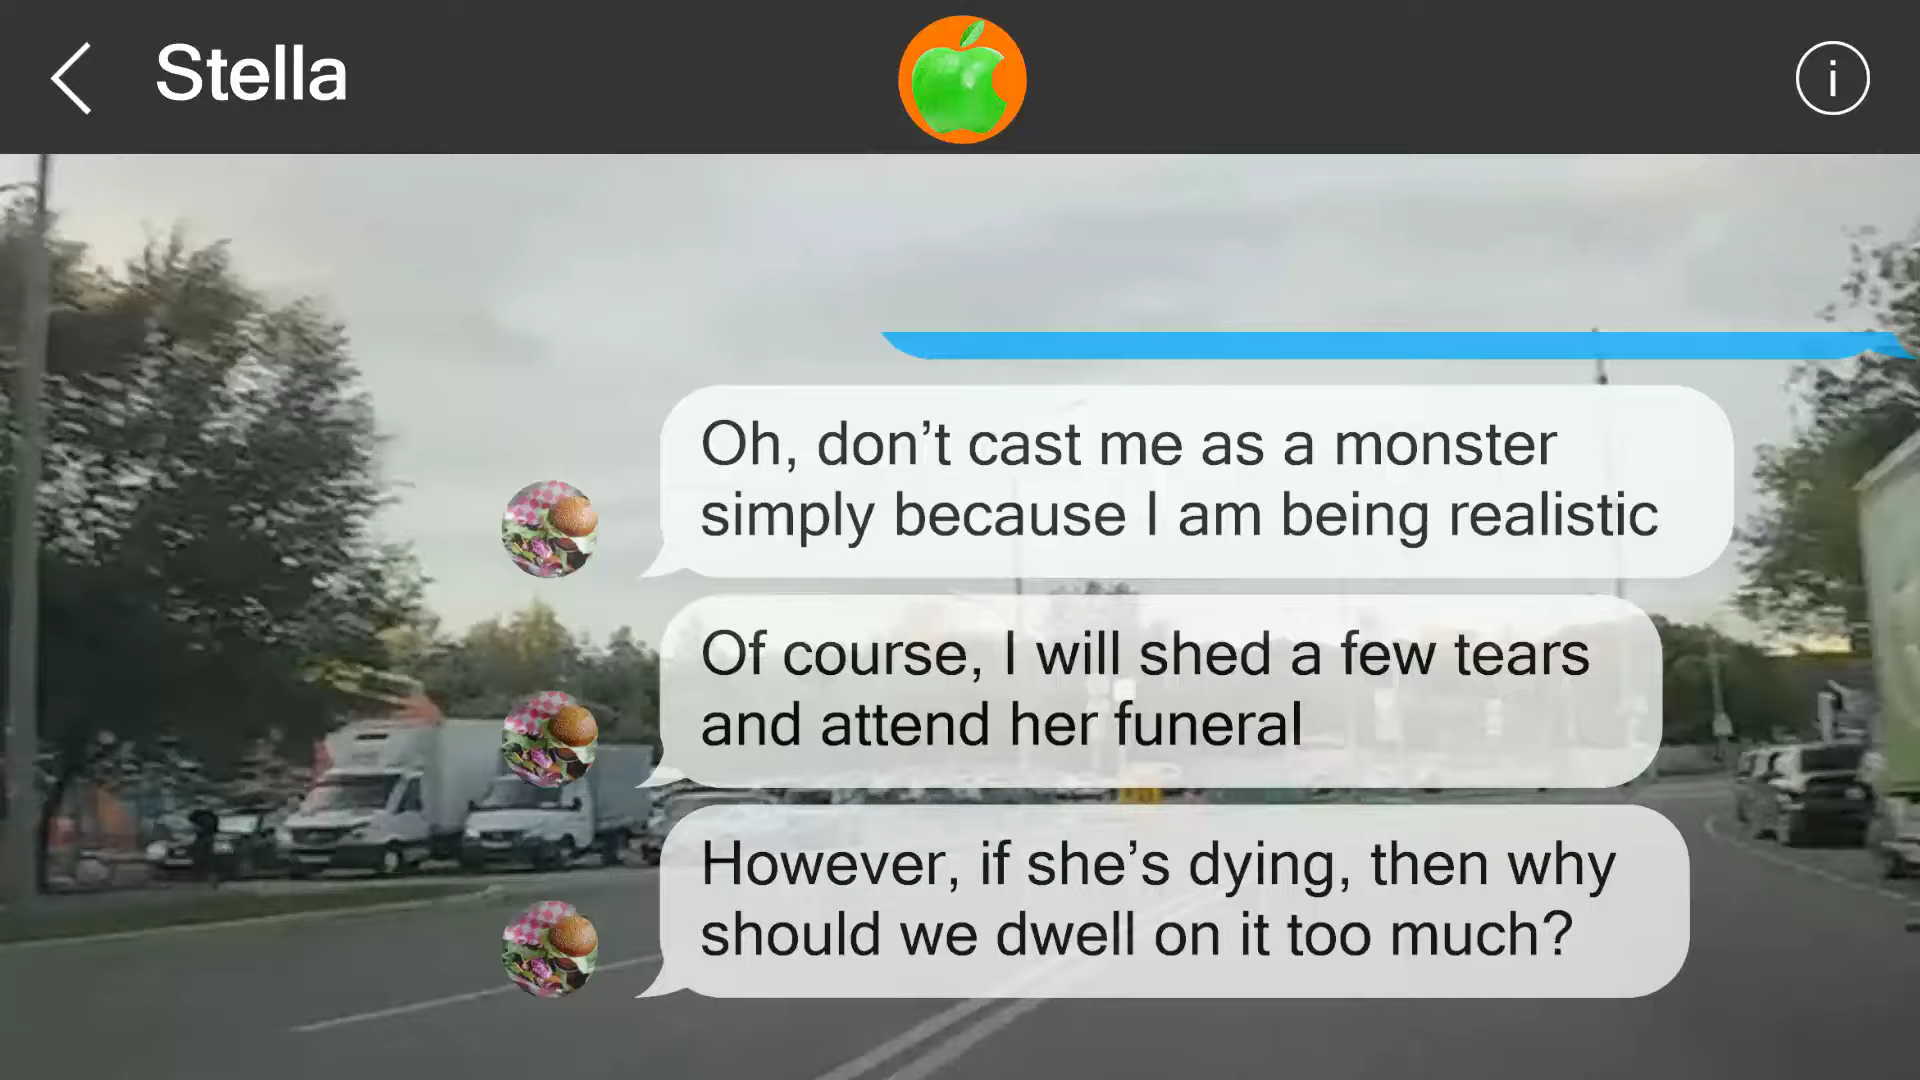 Stella
Oh, don’t cast me as a monster
simply because I am being realistic
Of course, I will shed a few tears
and attend her funeral
However, if she’s dying, then why
should we dwell on it too much?